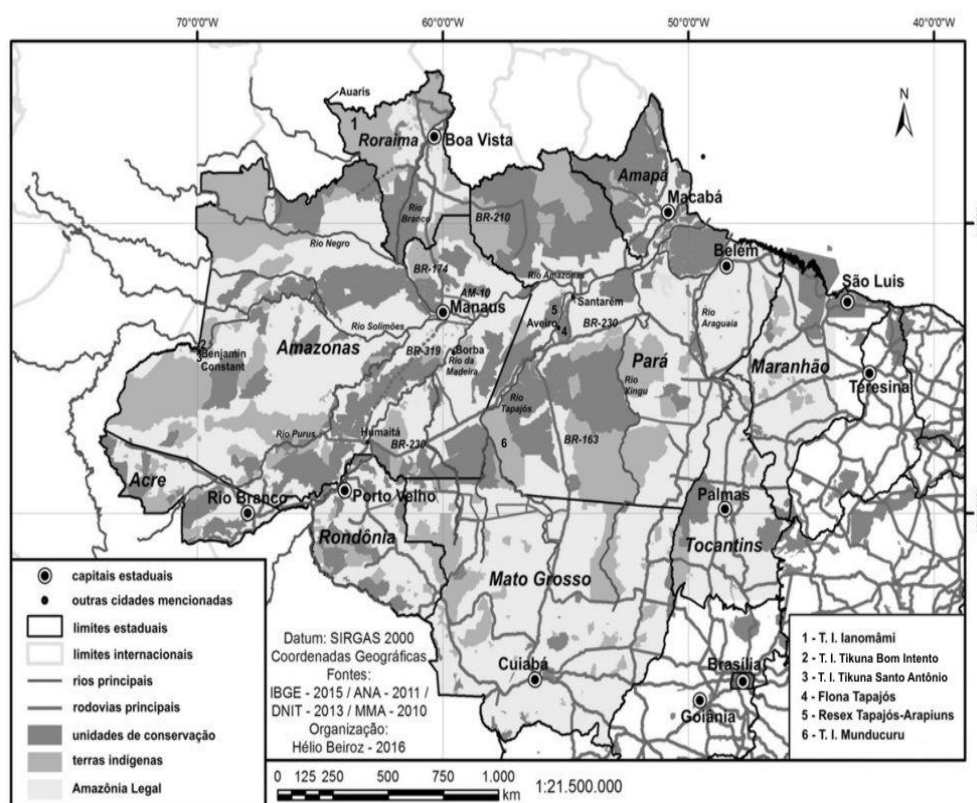 70°0'0"W
60°0'0"W
50°0'0"W
40°0'0"W
N
Auaris
1
Roraima
Boa Vista
Amapá
Macabá
Rio
Branco
BR-210
Rio Negro
Belém
BR-174
Rio Amazonas
São Luis
AM-10
Manaus
Santarém
5
Aveiro
4
BR-230
Rio
Araguaia
Rio Solimões
2
3
Benjamin
Constant
Amazonas
BR-319
Borba
Rio da
Madeira
Pará
Maranhão
Teresina
Rio
Tapajós
Rio
Xingu
Rio Purus
Humaitá
BR-230
6
BR-163
Acre
Rio Branco
Porto Velho
Palmas
Rondônia
Tocantins
Mato Grosso
Cuiabá
Brasília
Goiânia
capitais estaduais
outras cidades mencionadas
limites estaduais
limites internacionais
rios principais
rodovias principais
unidades de conservação
terras indígenas
Amazônia Legal
Datum: SIRGAS 2000
Coordenadas Geográficas
Fontes:
IBGE - 2015 / ANA - 2011 /
DNIT - 2013 / MMA - 2010
Organização:
Hélio Beiroz - 2016
1 - T. I. Ianomâmi
2 - T. I. Tikuna Bom Intento
3 - T. I. Tikuna Santo Antônio
4 - Flona Tapajós
5 - Resex Tapajós-Arapiuns
6 - T. I. Munducuru
0 125 250 500 750 1.000
km
1:21.500.000